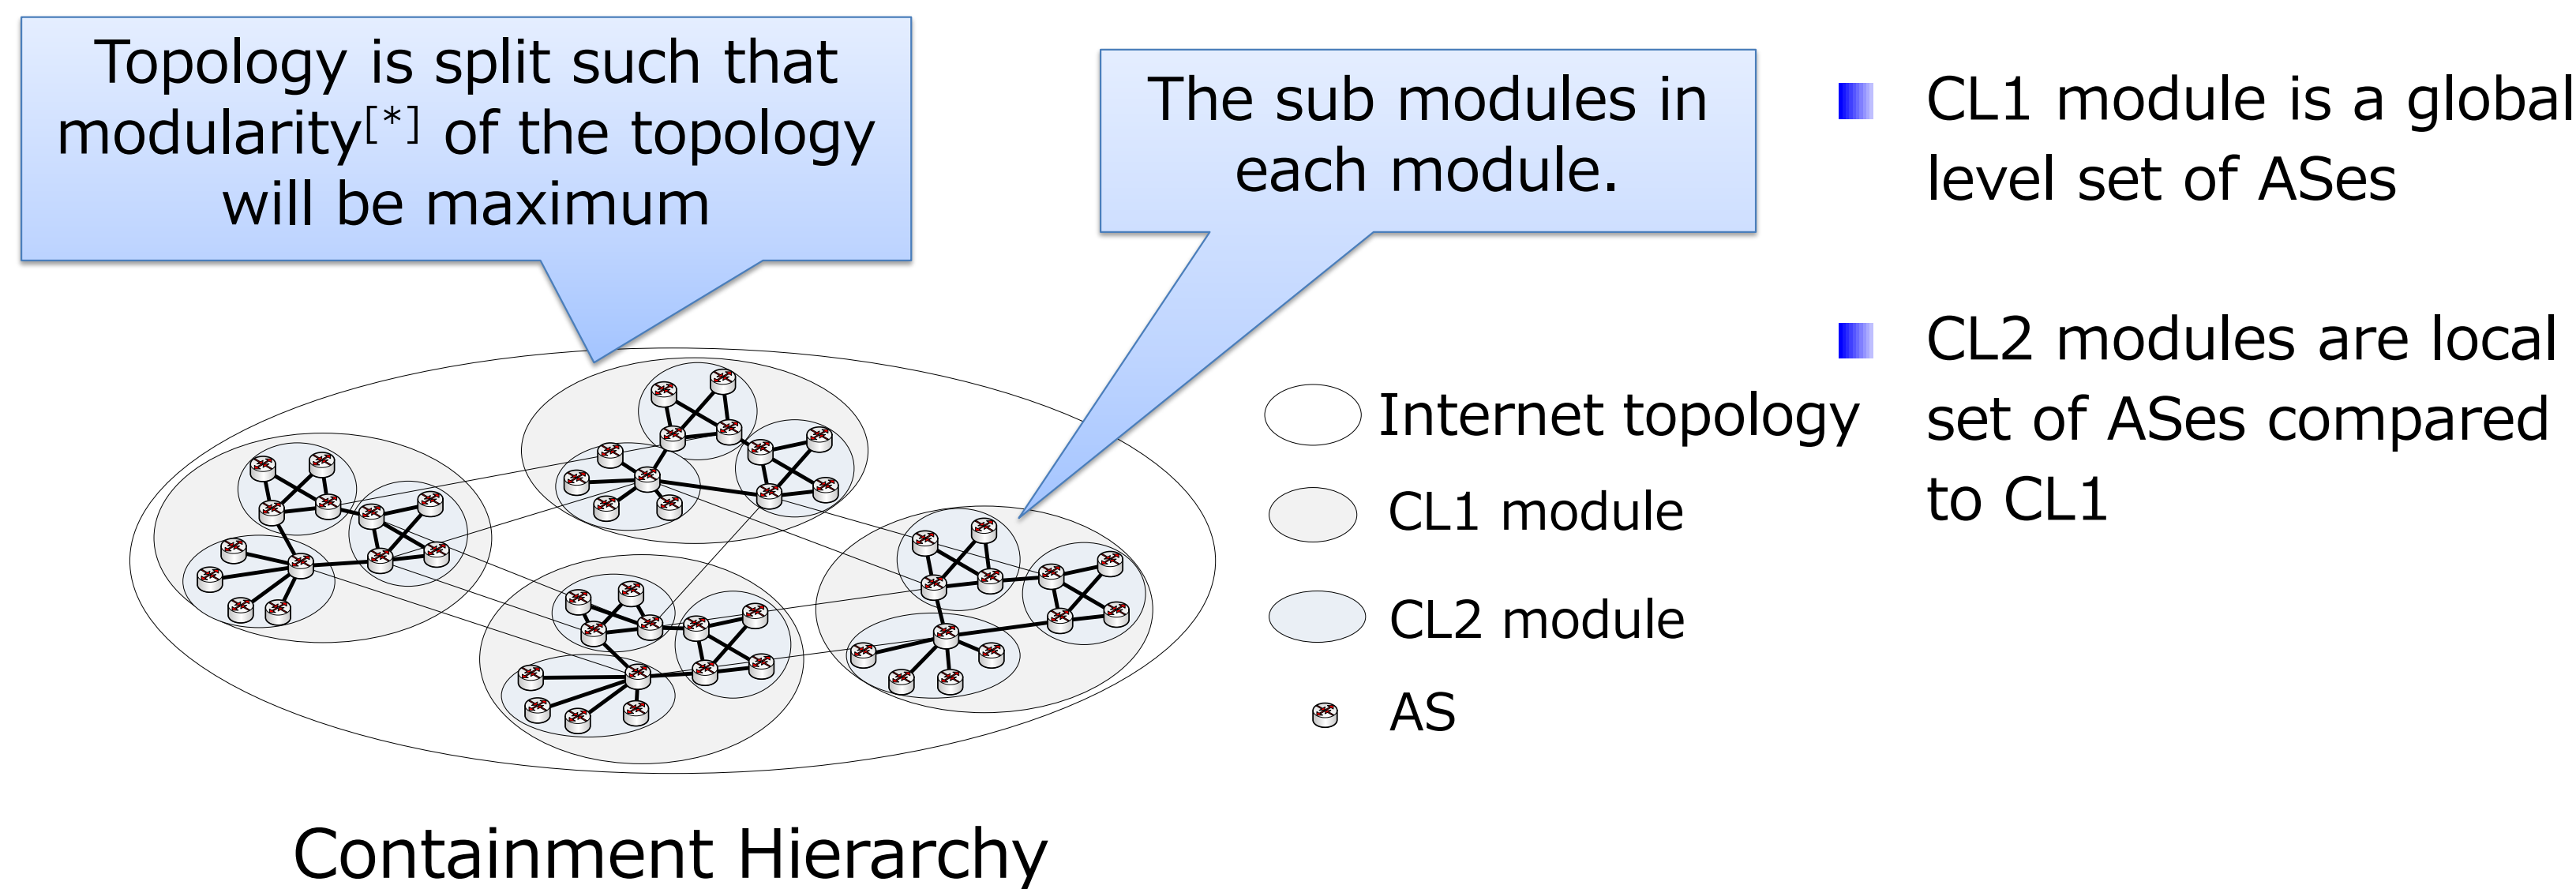 Topology is split such that
modularity[*] of the topology
will be maximum
The sub modules in
each module.
CL1 module is a global
level set of ASes
CL2 modules are local
set of ASes compared
to CL1
Internet topology
CL1 module
CL2 module
AS
Containment Hierarchy